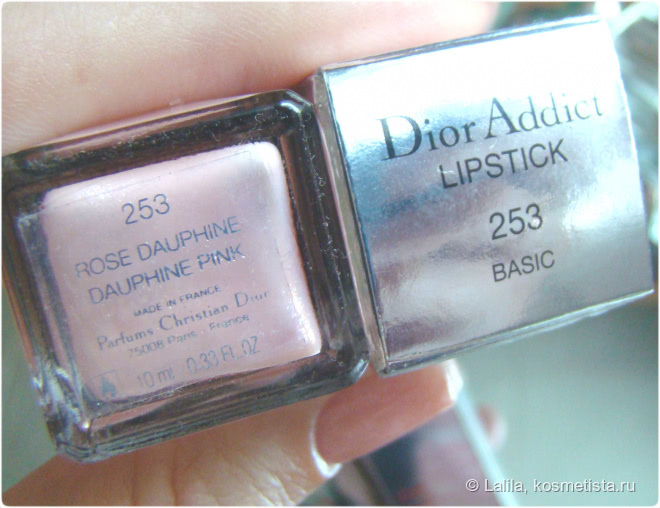 253
ROSE DAUPHINE
DAUPHINE PINK
MADE IN FRANCE
Parfums Christian Dior
75008 Paris - France
10 ml - 0.33 FL.OZ
Dior Addict
LIPSTICK
253
BASIC
© Lalila, kosmetista.ru